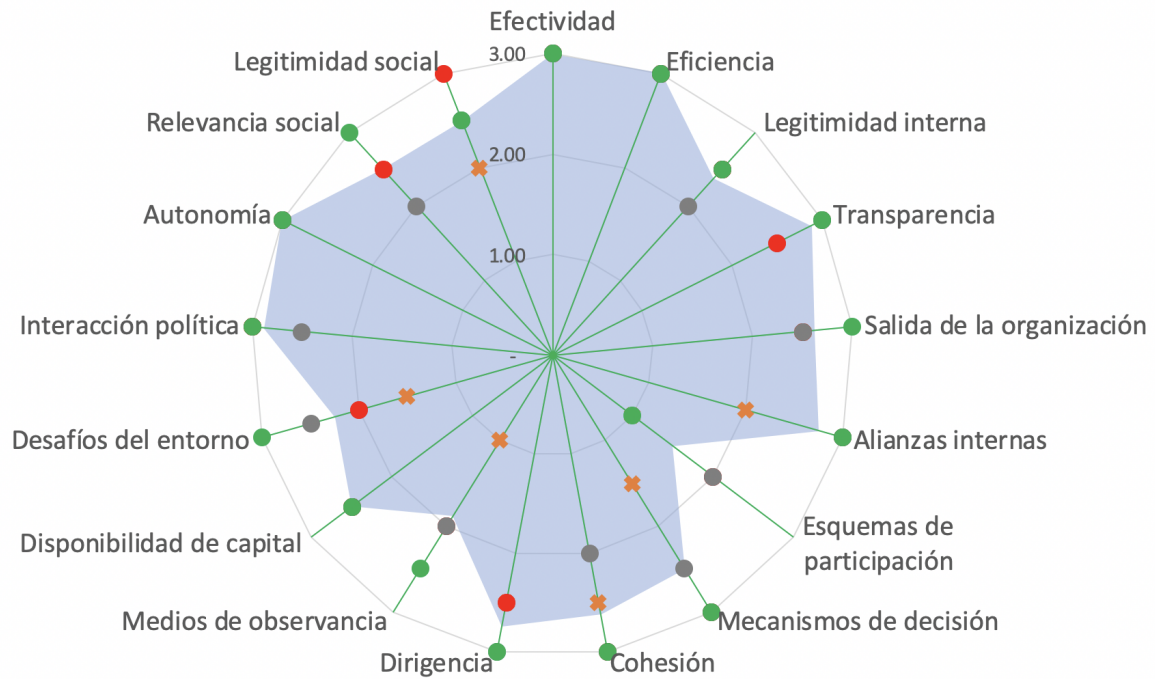 Efectividad
3.00
Legitimidad social
Eficiencia
Relevancia social
Legitimidad interna
2.00
Autonomía
Transparencia
1.00
Interacción política
Salida de la organización
-
Desafíos del entorno
Alianzas internas
Disponibilidad de capital
Esquemas de
participación
Medios de observancia
Mecanismos de decisión
Dirigencia
Cohesión